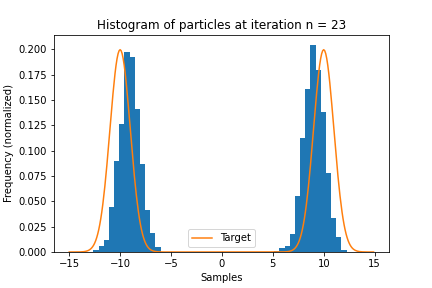 Histogram of particles at iteration n = 23
Frequency (normalized)
0.200
0.175
0.150
0.125
0.100
0.075
0.050
0.025
0.000
Target
−15 −10 −5 0 5 10 15
Samples